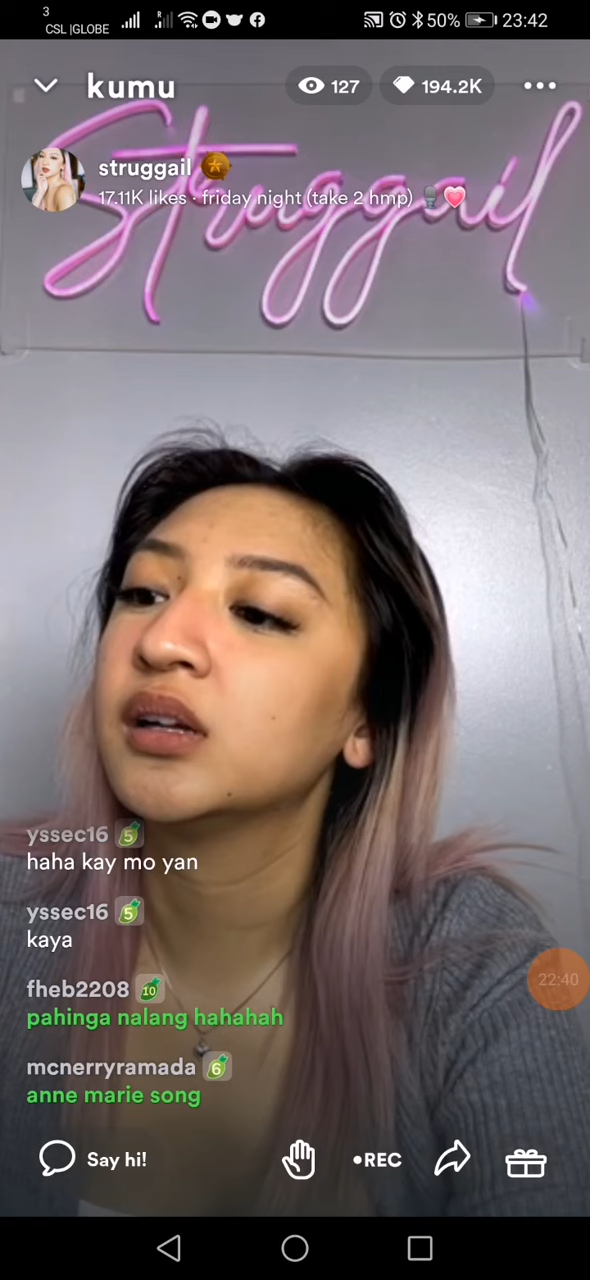 3
CSL |GLOBE
R
50%
23:42
kumu
127
194.2K
struggail
17.11K likes · friday night (take 2 hmp)
Struggail
yssec16 5
haha kay mo yan
yssec16 5
kaya
fheb2208 10
pahinga nalang hahahah
22:40
mcnerryramada 6
anne marie song
Say hi!
•REC